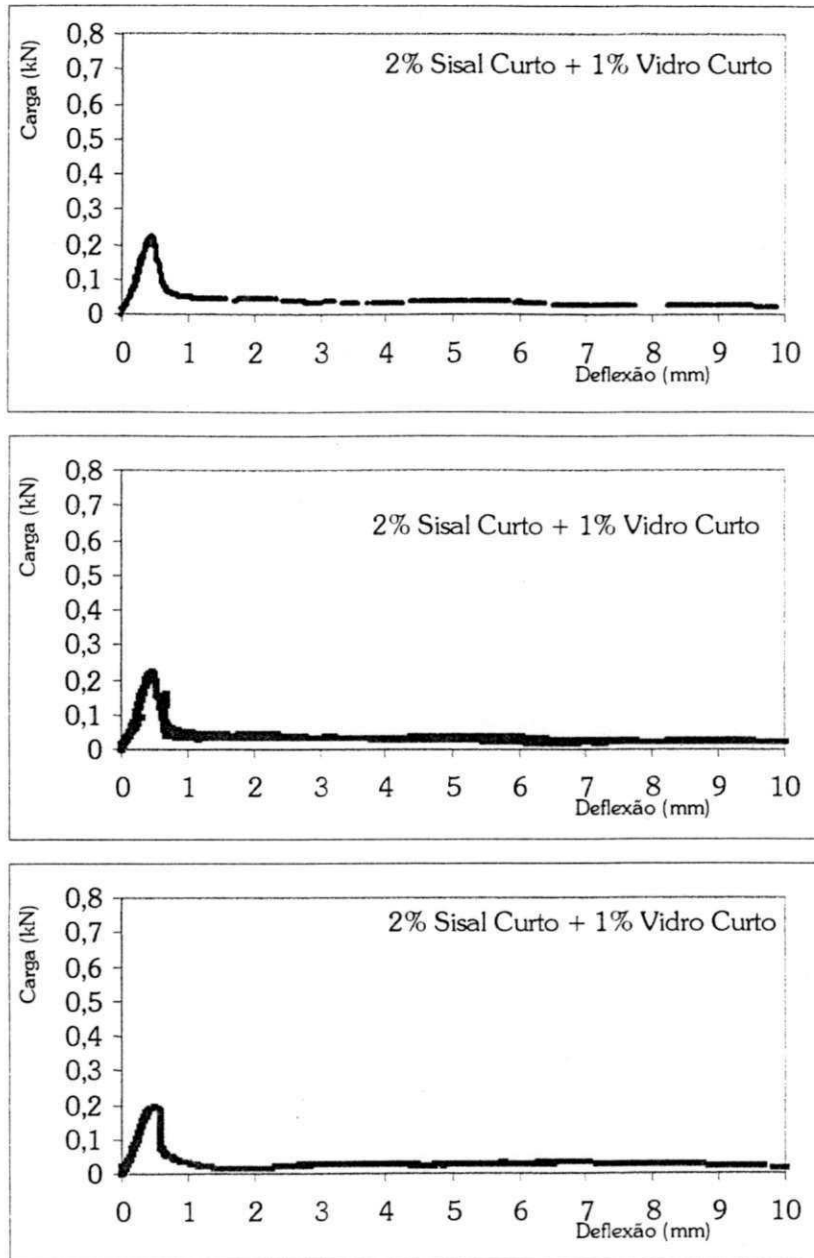 Carga (kN)
0,8
0,7
0,6
0,5
0,4
0,3
0,2
0,1
0
2% Sisal Curto + 1% Vidro Curto
0 1 2 3 4 5 6 7 8 9 10
Deflexão (mm)
Carga (kN)
0,8
0,7
0,6
0,5
0,4
0,3
0,2
0,1
0
2% Sisal Curto + 1% Vidro Curto
0 1 2 3 4 5 6 7 8 9 10
Deflexão (mm)
Carga (kN)
0,8
0,7
0,6
0,5
0,4
0,3
0,2
0,1
0
2% Sisal Curto + 1% Vidro Curto
0 1 2 3 4 5 6 7 8 9 10
Deflexão (mm)